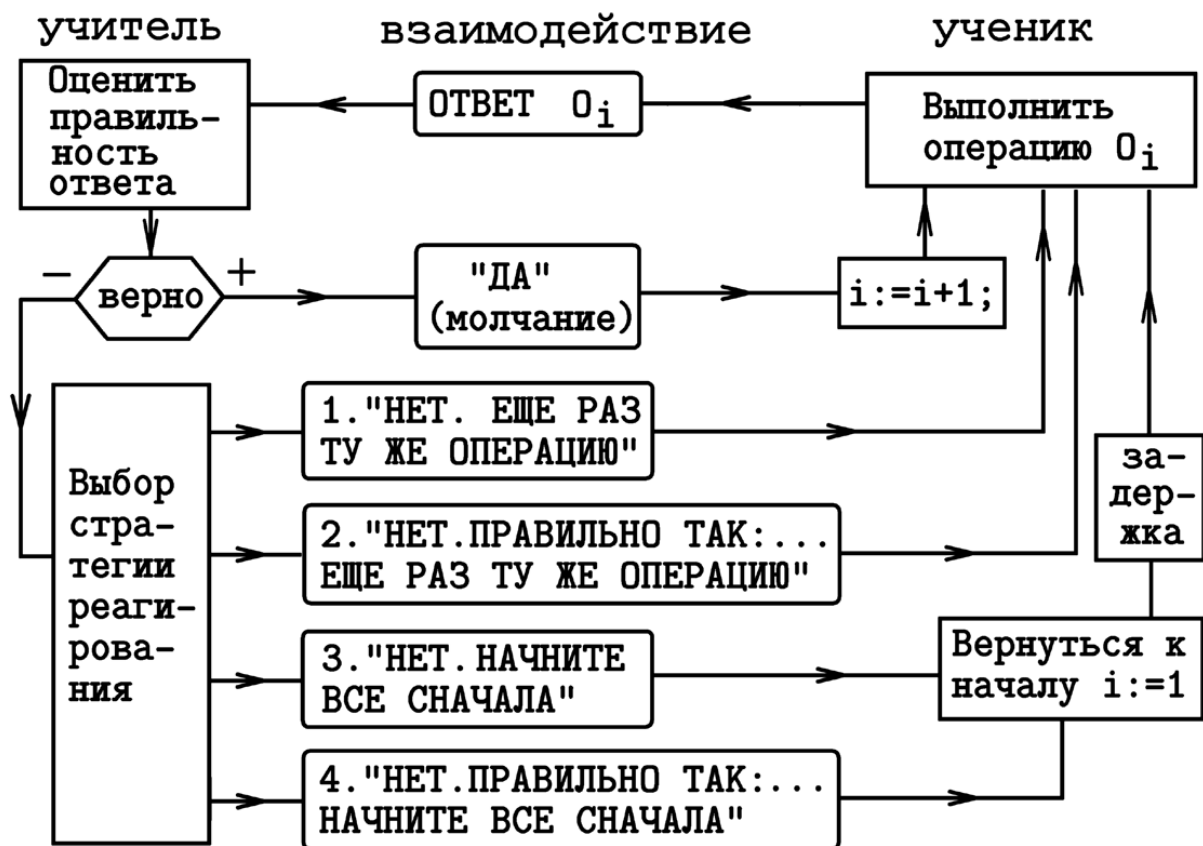 учитель
взаимодействие
ученик
Оценить
правиль-
ность
ответа
ОТВЕТ Oi
Выполнить
операцию Oi
−
верно
+
"ДА"
(молчание)
i:=i+1;
Выбор
стра-
тегии
реаги-
рова-
ния
1."НЕТ. ЕЩЕ РАЗ
ТУ ЖЕ ОПЕРАЦИЮ"
2."НЕТ.ПРАВИЛЬНО ТАК:...
ЕЩЕ РАЗ ТУ ЖЕ ОПЕРАЦИЮ"
3."НЕТ.НАЧНИТЕ
ВСЕ СНАЧАЛА"
4."НЕТ.ПРАВИЛЬНО ТАК:...
НАЧНИТЕ ВСЕ СНАЧАЛА"
за-
дер-
жка
Вернуться к
началу i:=1